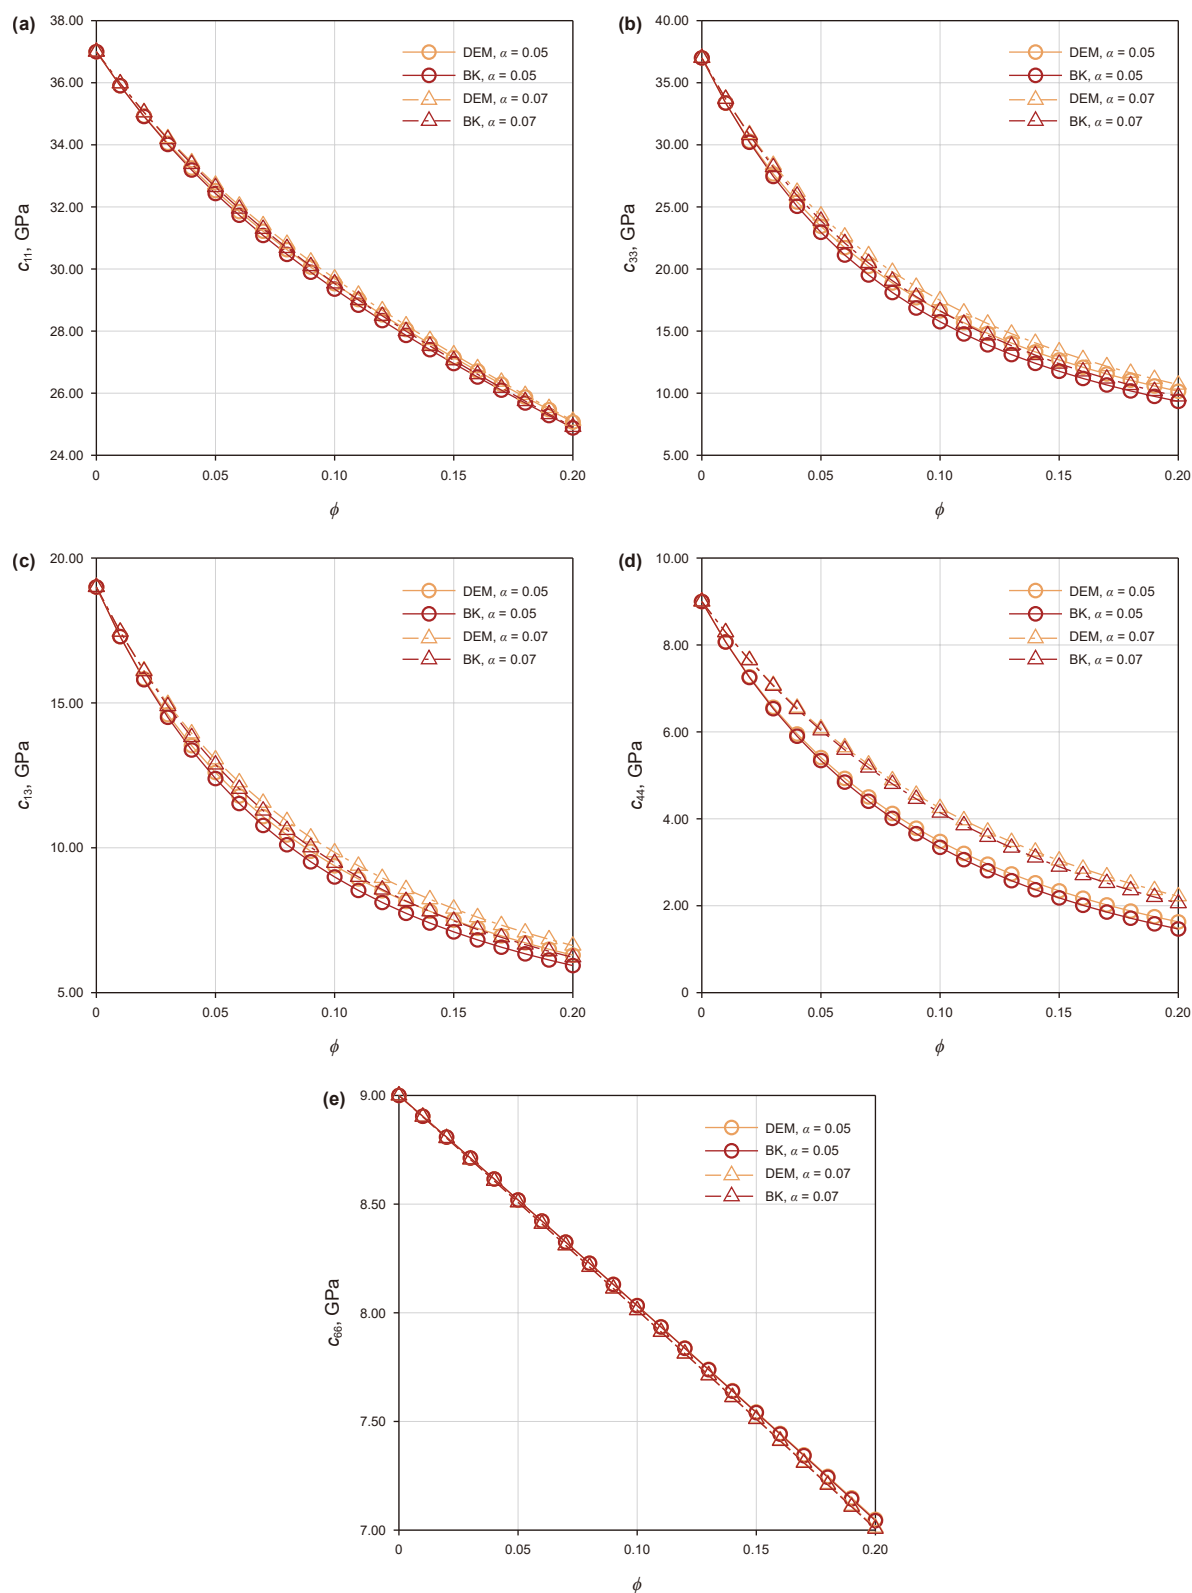 (a)
38.00
36.00
34.00
32.00
30.00
28.00
26.00
24.00
c11, GPa
0 0.05 0.10 0.15 0.20
ϕ
DEM, α = 0.05
BK, α = 0.05
DEM, α = 0.07
BK, α = 0.07
(b)
40.00
35.00
30.00
25.00
20.00
15.00
10.00
5.00
c33, GPa
0 0.05 0.10 0.15 0.20
ϕ
DEM, α = 0.05
BK, α = 0.05
DEM, α = 0.07
BK, α = 0.07
(c)
20.00
15.00
10.00
5.00
c13, GPa
0 0.05 0.10 0.15 0.20
ϕ
DEM, α = 0.05
BK, α = 0.05
DEM, α = 0.07
BK, α = 0.07
(d)
10.00
8.00
6.00
4.00
2.00
0
c44, GPa
0 0.05 0.10 0.15 0.20
ϕ
DEM, α = 0.05
BK, α = 0.05
DEM, α = 0.07
BK, α = 0.07
(e)
9.00
8.50
8.00
7.50
7.00
c66, GPa
0 0.05 0.10 0.15 0.20
ϕ
DEM, α = 0.05
BK, α = 0.05
DEM, α = 0.07
BK, α = 0.07